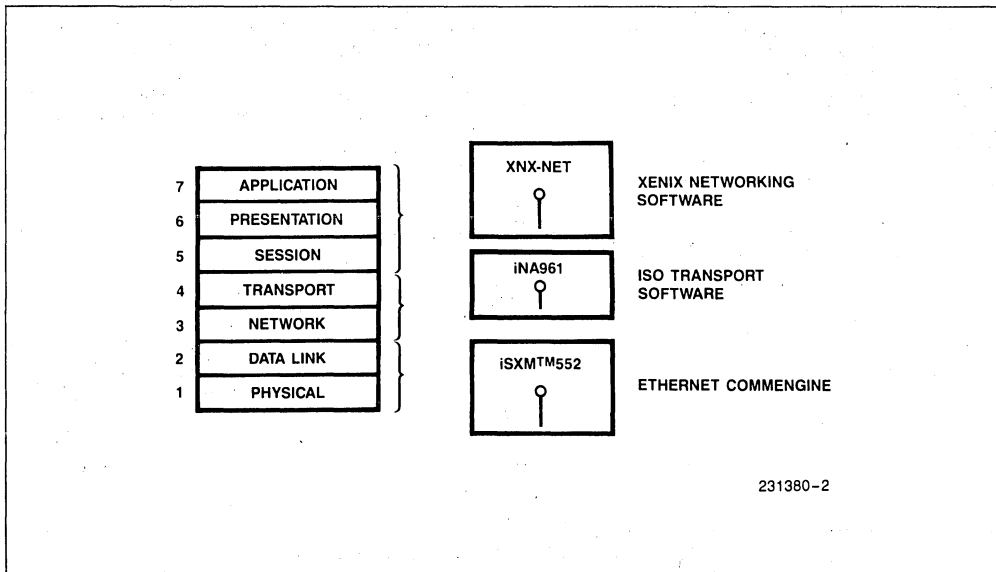 7 APPLICATION
6 PRESENTATION
5 SESSION
4 TRANSPORT
3 NETWORK
2 DATA LINK
1 PHYSICAL
XNX-NET
XENIX NETWORKING
SOFTWARE
iNA961
ISO TRANSPORT
SOFTWARE
iSXM™552
ETHERNET COMMENGINE
231380-2